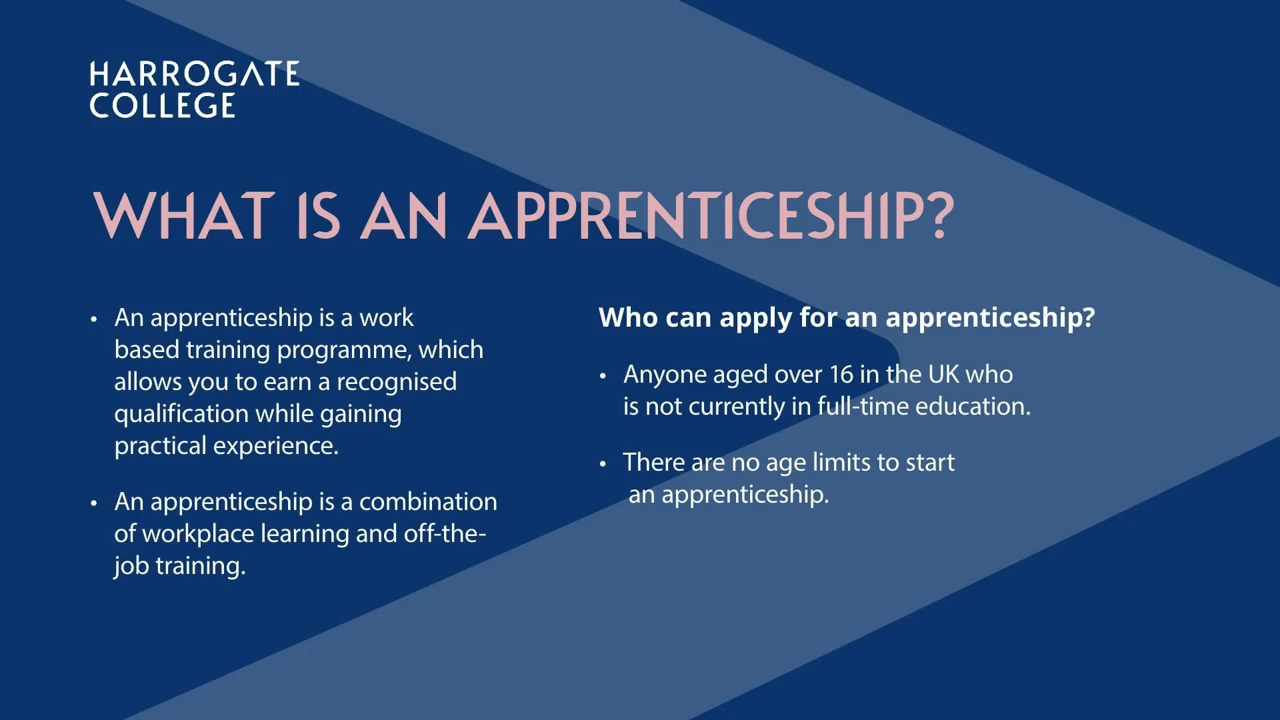 HARROGATE
COLLEGE
WHAT IS AN APPRENTICESHIP?
• An apprenticeship is a work
based training programme, which
allows you to earn a recognised
qualification while gaining
practical experience.
• An apprenticeship is a combination
of workplace learning and off-the-
job training.
Who can apply for an apprenticeship?
• Anyone aged over 16 in the UK who
is not currently in full-time education.
• There are no age limits to start
an apprenticeship.